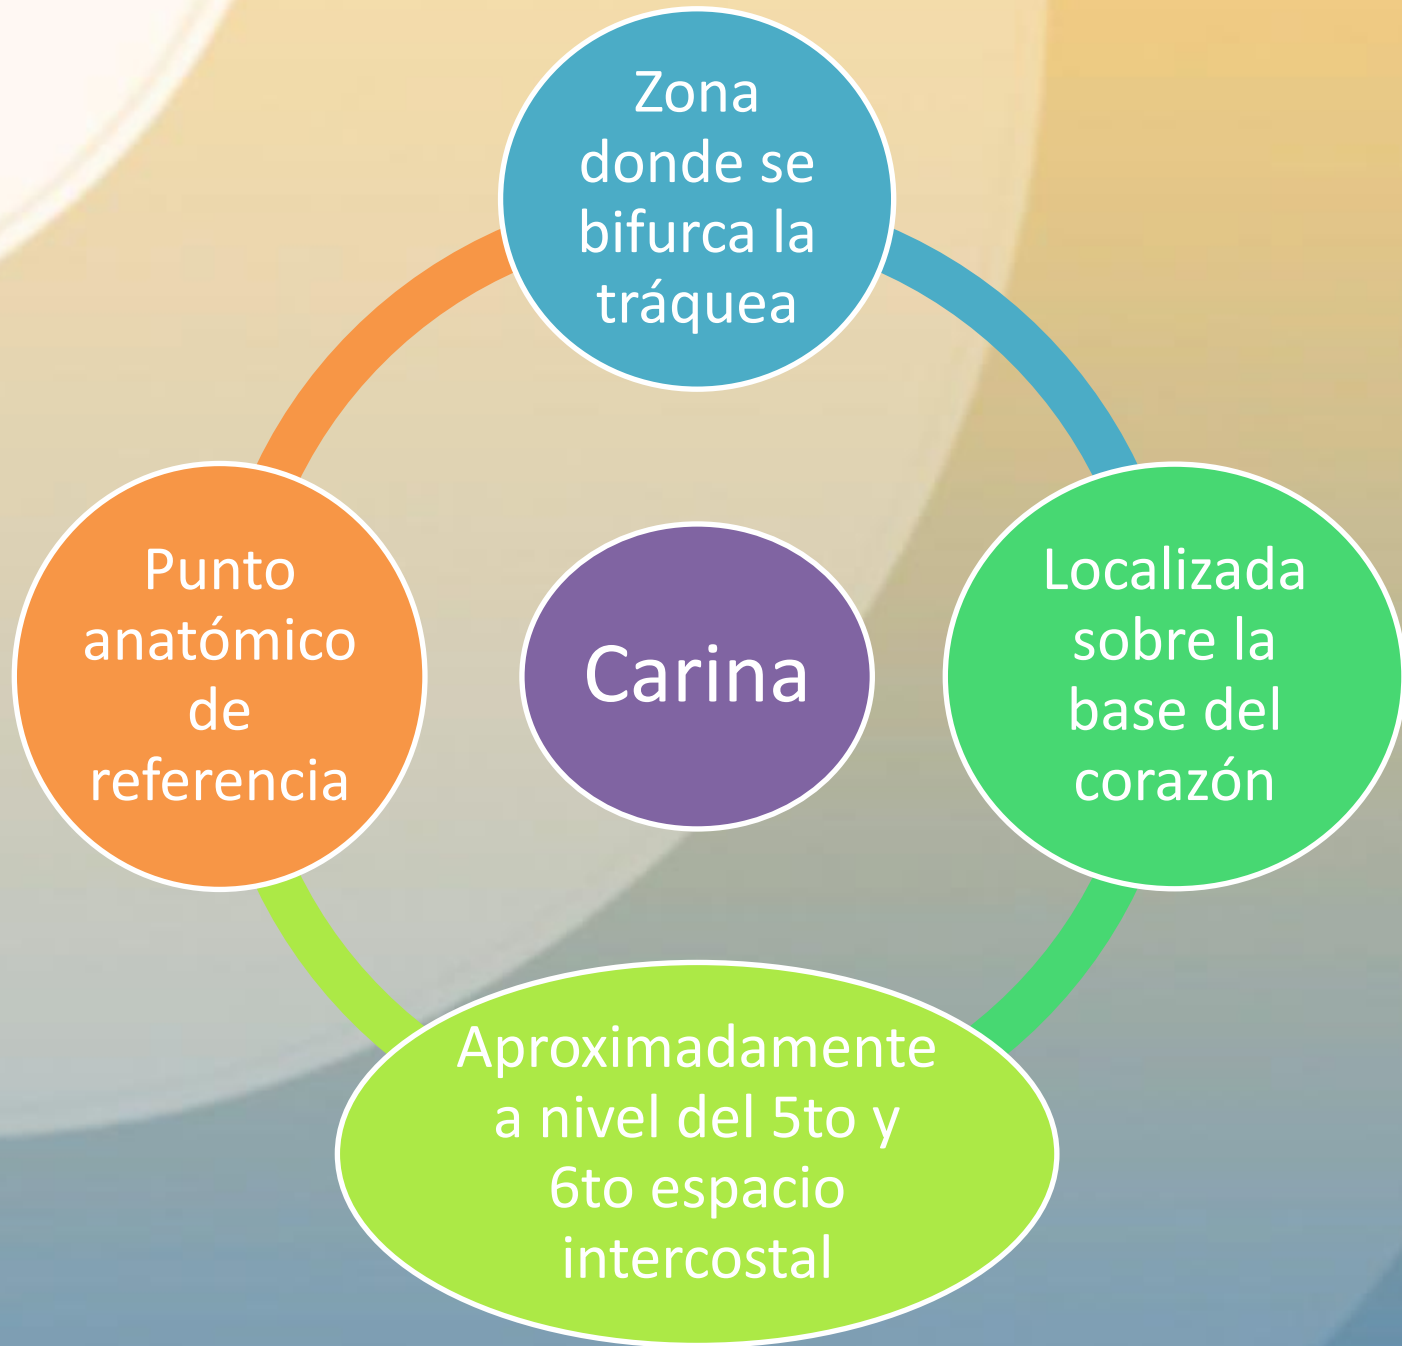 Zona
donde se
bifurca la
tráquea
Punto
anatómico
de
referencia
Carina
Localizada
sobre la
base del
corazón
Aproximadamente
a nivel del 5to y
6to espacio
intercostal